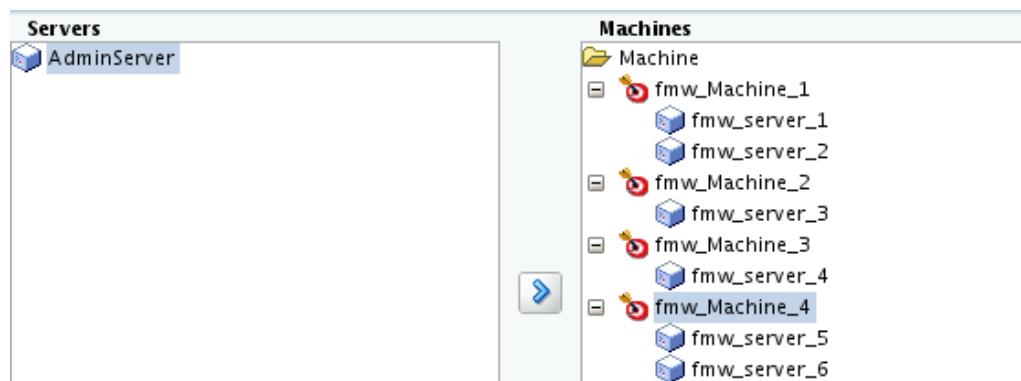 Servers
AdminServer
Machines
Machine
fmw_Machine_1
fmw_server_1
fmw_server_2
fmw_Machine_2
fmw_server_3
fmw_Machine_3
fmw_server_4
fmw_Machine_4
fmw_server_5
fmw_server_6